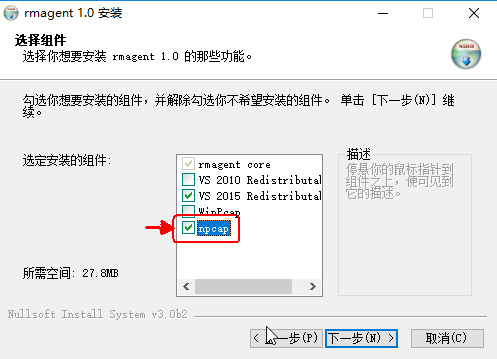 rmagent 1.0 安装
选择组件
选择你想要安装 rmagent 1.0 的那些功能。
勾选你想要安装的组件，并解除勾选你不希望安装的组件。 单击 [下一步(N)] 继
续。
选定安装的组件:
rmagent core
VS 2010 Redistributal
VS 2015 Redistributal
WinPcap
npcap
描述
停悬你的鼠标指针到
组件之上，便可见到
它的描述。
所需空间: 27.8MB
Nullsoft Install System v3.0b2
< 上一步(P)
下一步(N) >
取消(C)